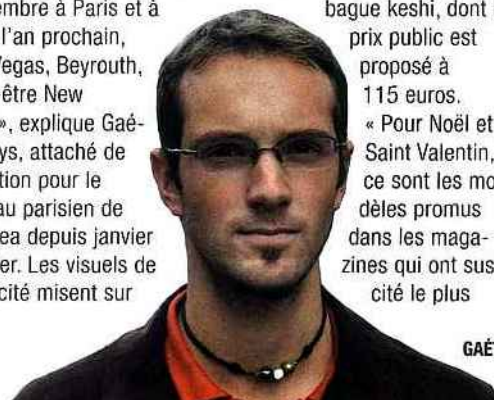 embre à Paris et à
l'an prochain,
Vegas, Beyrouth,
être New
», explique Gaé-
ys, attaché de
tion pour le
au parisien de
ea depuis janvier
er. Les visuels de
cité misent sur
bague keshi, dont
prix public est
proposé à
115 euros.
« Pour Noël et
Saint Valentin,
ce sont les mo
dèles promus
dans les maga-
zines qui ont sus
cité le plus
GAÉ